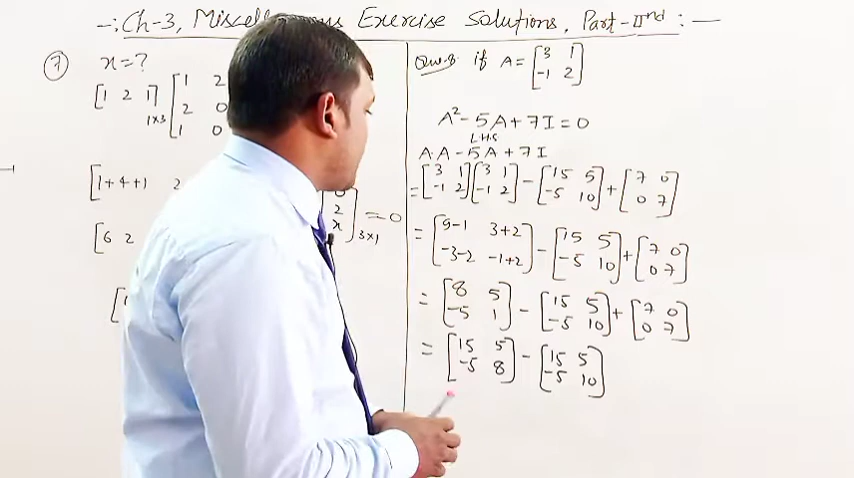 -: Ch-3, Miscellaneous Exercise Solutions, Part-IInd : -
7 x = ?
[1 2 1]1×3 [1 2
2 0
1 0
[1+4+1 2
0
2
x]3×1 = 0
[6 2
[
Que.8. if A = [3 1
-1 2]
A² - 5A + 7I = 0
L.H.S
A.A - 5A + 7I
= [3 1
-1 2] [3 1
-1 2] - [15 5
-5 10] + [7 0
0 7]
= [9-1 3+2
-3-2 -1+2] - [15 5
-5 10] + [7 0
0 7]
= [8 5
-5 1] - [15 5
-5 10] + [7 0
0 7]
= [15 5
-5 8] - [15 5
-5 10]